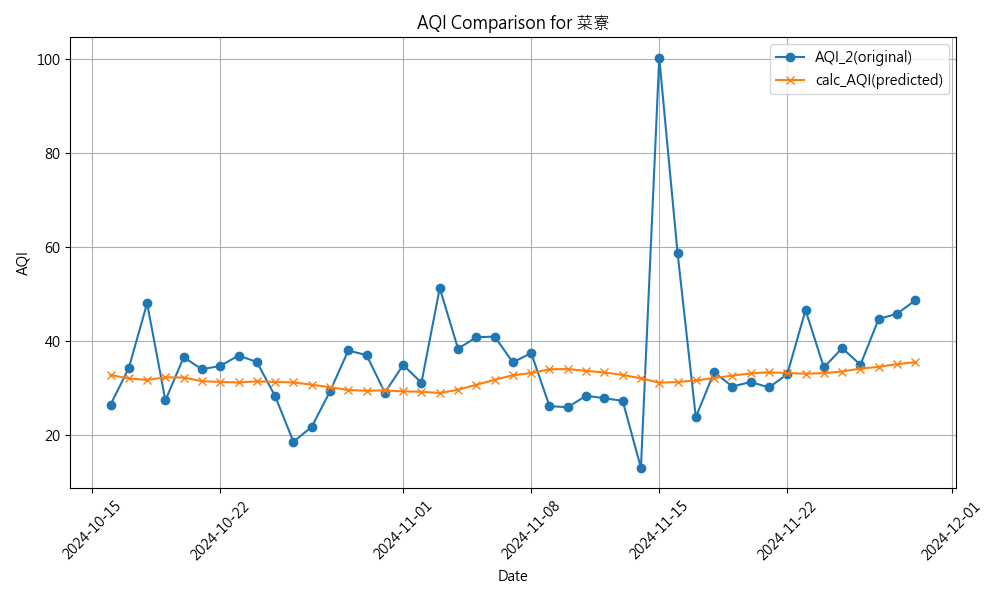 AQI Comparison for 菜寮
AQI_2(original)
calc_AQI(predicted)
100
80
60
40
20
AQI
2024-10-15
2024-10-22
2024-11-01
2024-11-08
2024-11-15
2024-11-22
2024-12-01
Date